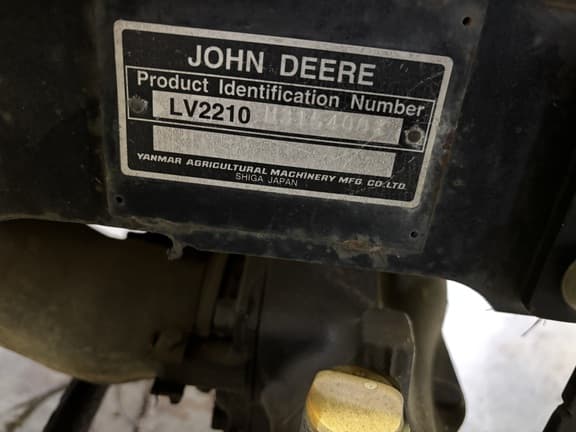 JOHN DEERE
Product Identification Number
LV2210
YANMAR AGRICULTURAL MACHINERY MFG. CO., LTD.
SHIGA JAPAN